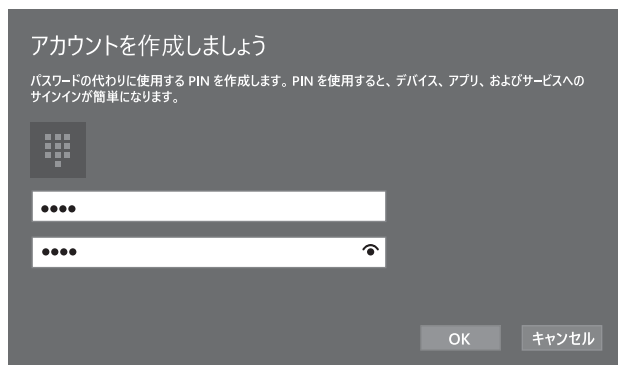 アカウントを作成しましょう
パスワードの代わりに使用する PIN を作成します。PIN を使用すると、デバイス、アプリ、およびサービスへの
サインインが簡単になります。
••••
••••
OK キャンセル